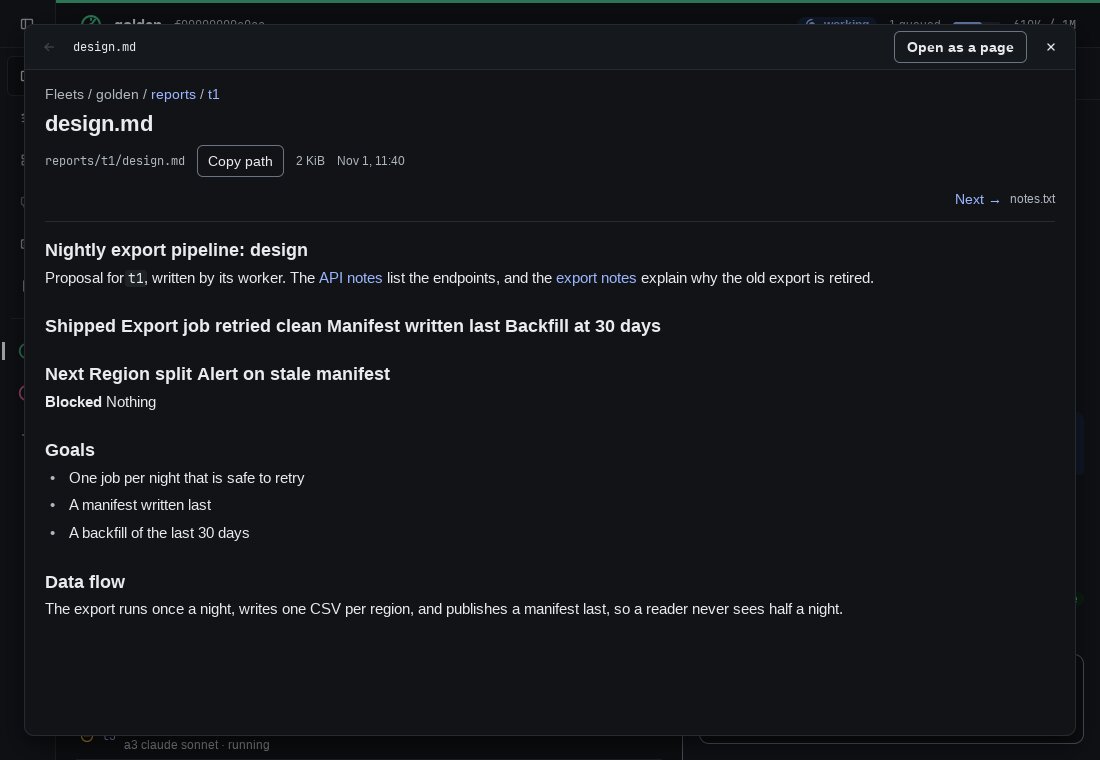 golden
working
1 queued
design.md
Open as a page
Fleets / golden / reports / t1
design.md
reports/t1/design.md Copy path 2 KiB Nov 1, 11:40
Next → notes.txt
Nightly export pipeline: design
Proposal for t1, written by its worker. The API notes list the endpoints, and the export notes explain why the old export is retired.
Shipped Export job retried clean Manifest written last Backfill at 30 days
Next Region split Alert on stale manifest
Blocked Nothing
Goals
• One job per night that is safe to retry
• A manifest written last
• A backfill of the last 30 days
Data flow
The export runs once a night, writes one CSV per region, and publishes a manifest last, so a reader never sees half a night.
a3 claude sonnet · running